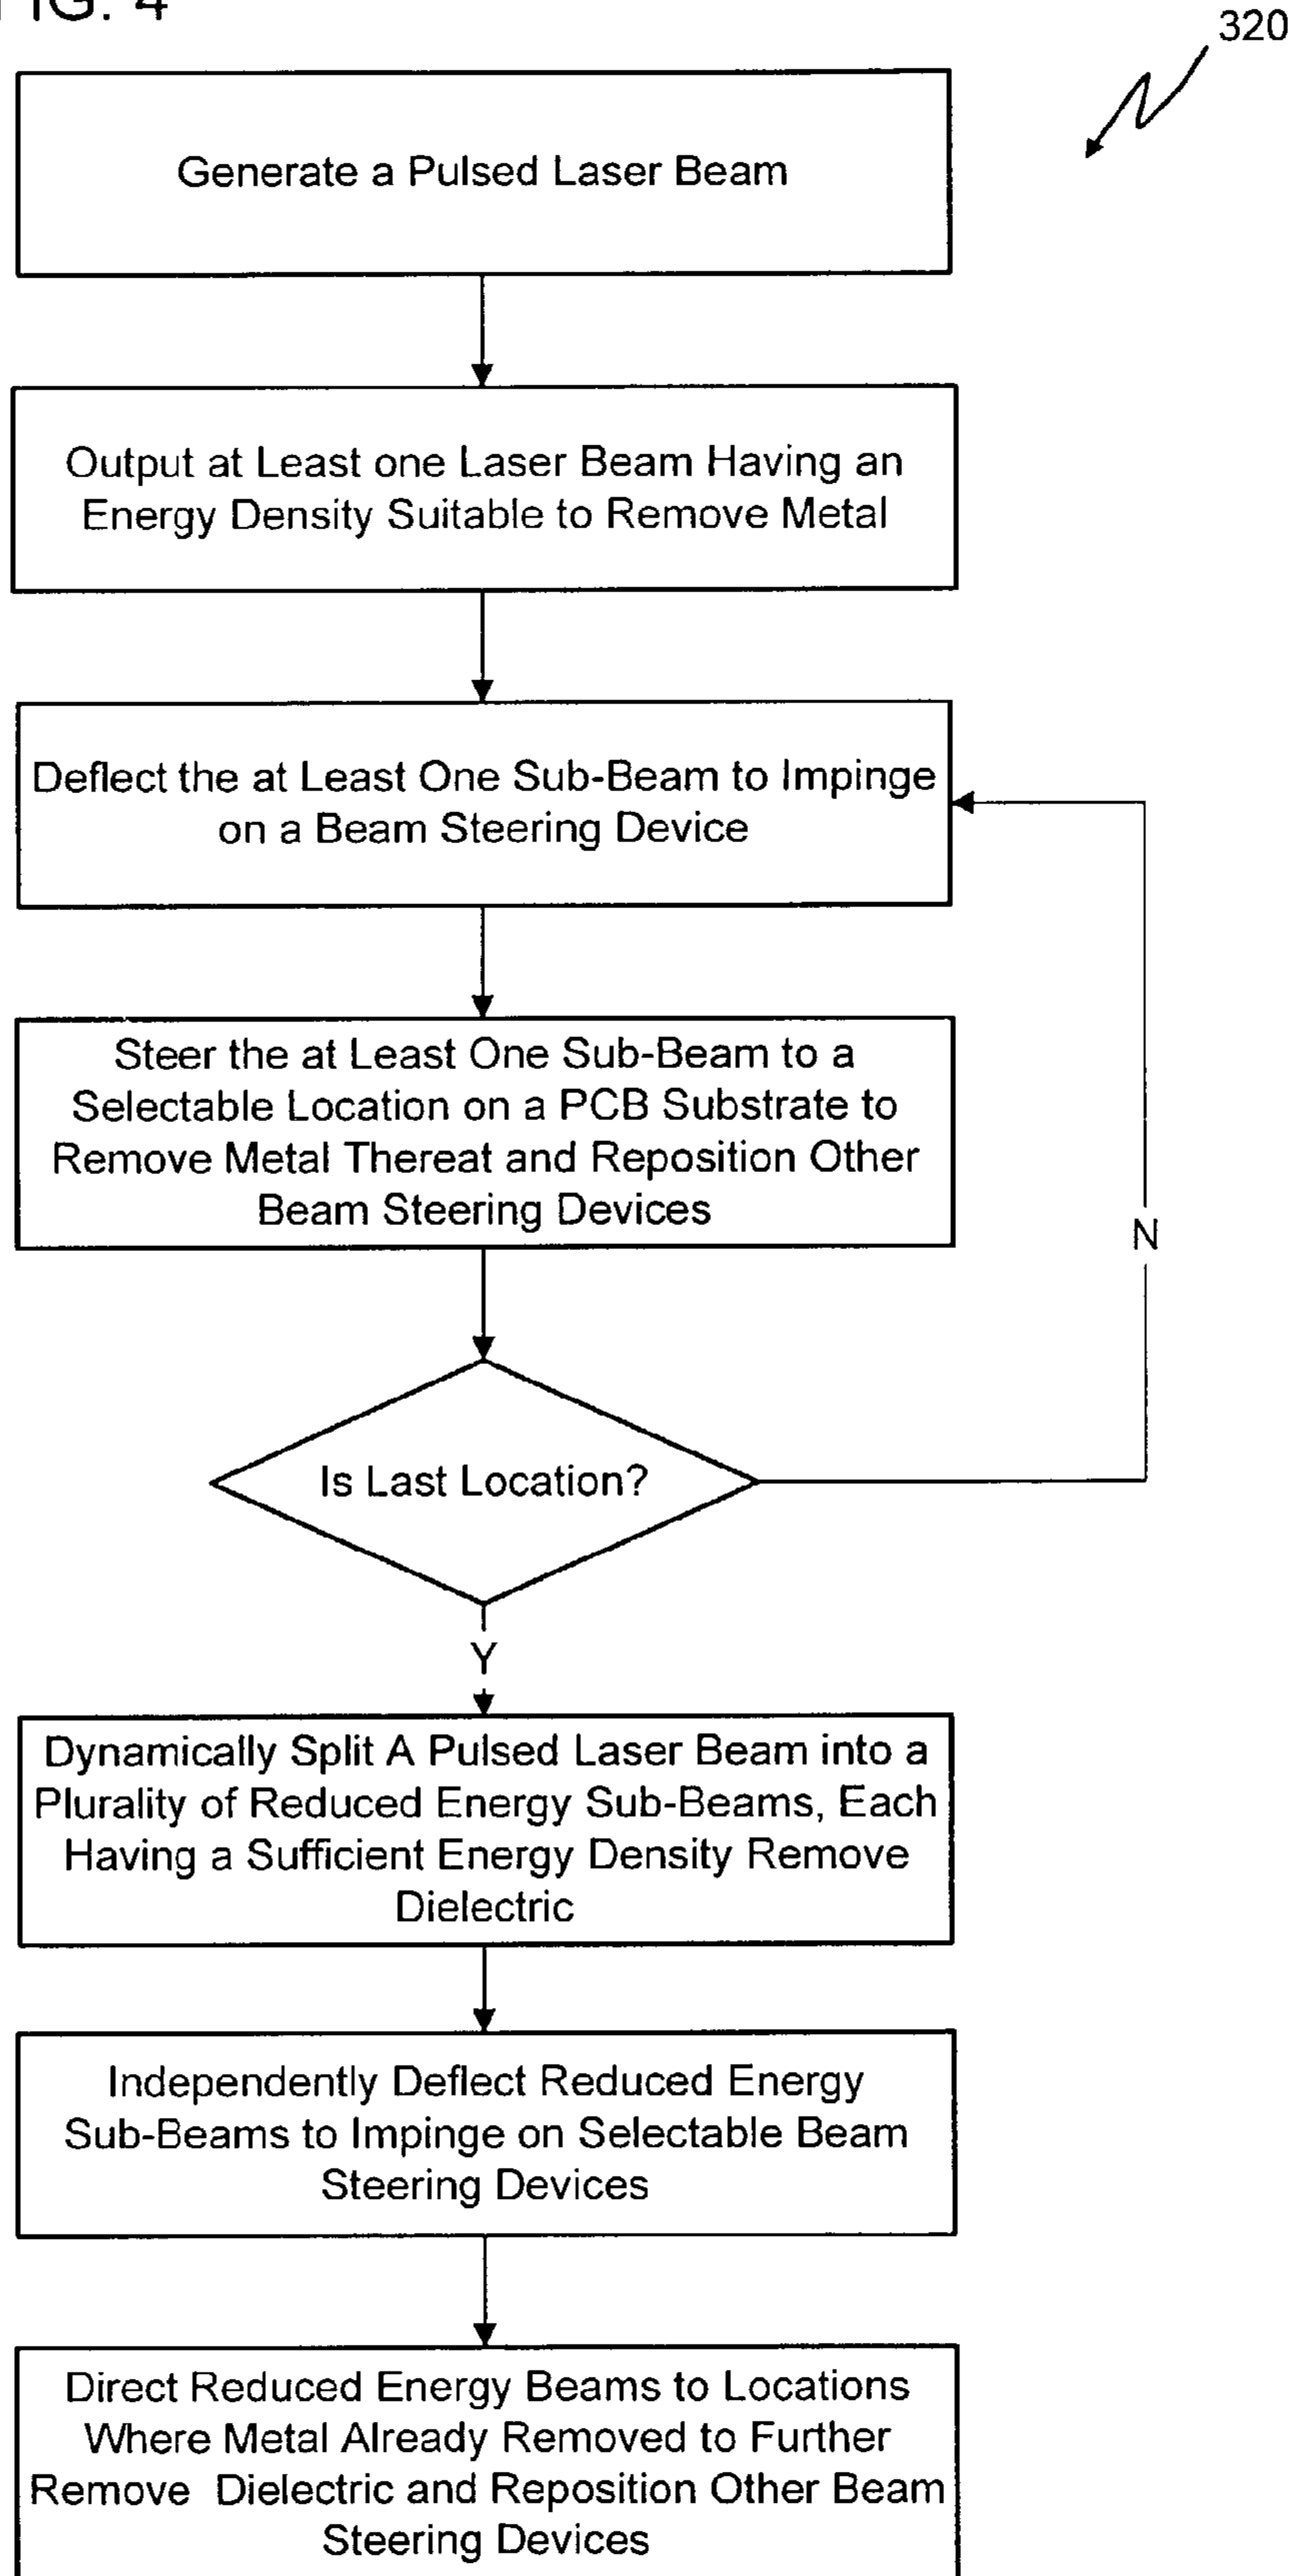 FIG. 4
320
Generate a Pulsed Laser Beam
Output at Least one Laser Beam Having an
Energy Density Suitable to Remove Metal
Deflect the at Least One Sub-Beam to Impinge
on a Beam Steering Device
Steer the at Least One Sub-Beam to a
Selectable Location on a PCB Substrate to
Remove Metal Thereat and Reposition Other
Beam Steering Devices
N
Is Last Location?
Y
Dynamically Split A Pulsed Laser Beam into a
Plurality of Reduced Energy Sub-Beams, Each
Having a Sufficient Energy Density Remove
Dielectric
Independently Deflect Reduced Energy
Sub-Beams to Impinge on Selectable Beam
Steering Devices
Direct Reduced Energy Beams to Locations
Where Metal Already Removed to Further
Remove Dielectric and Reposition Other Beam
Steering Devices